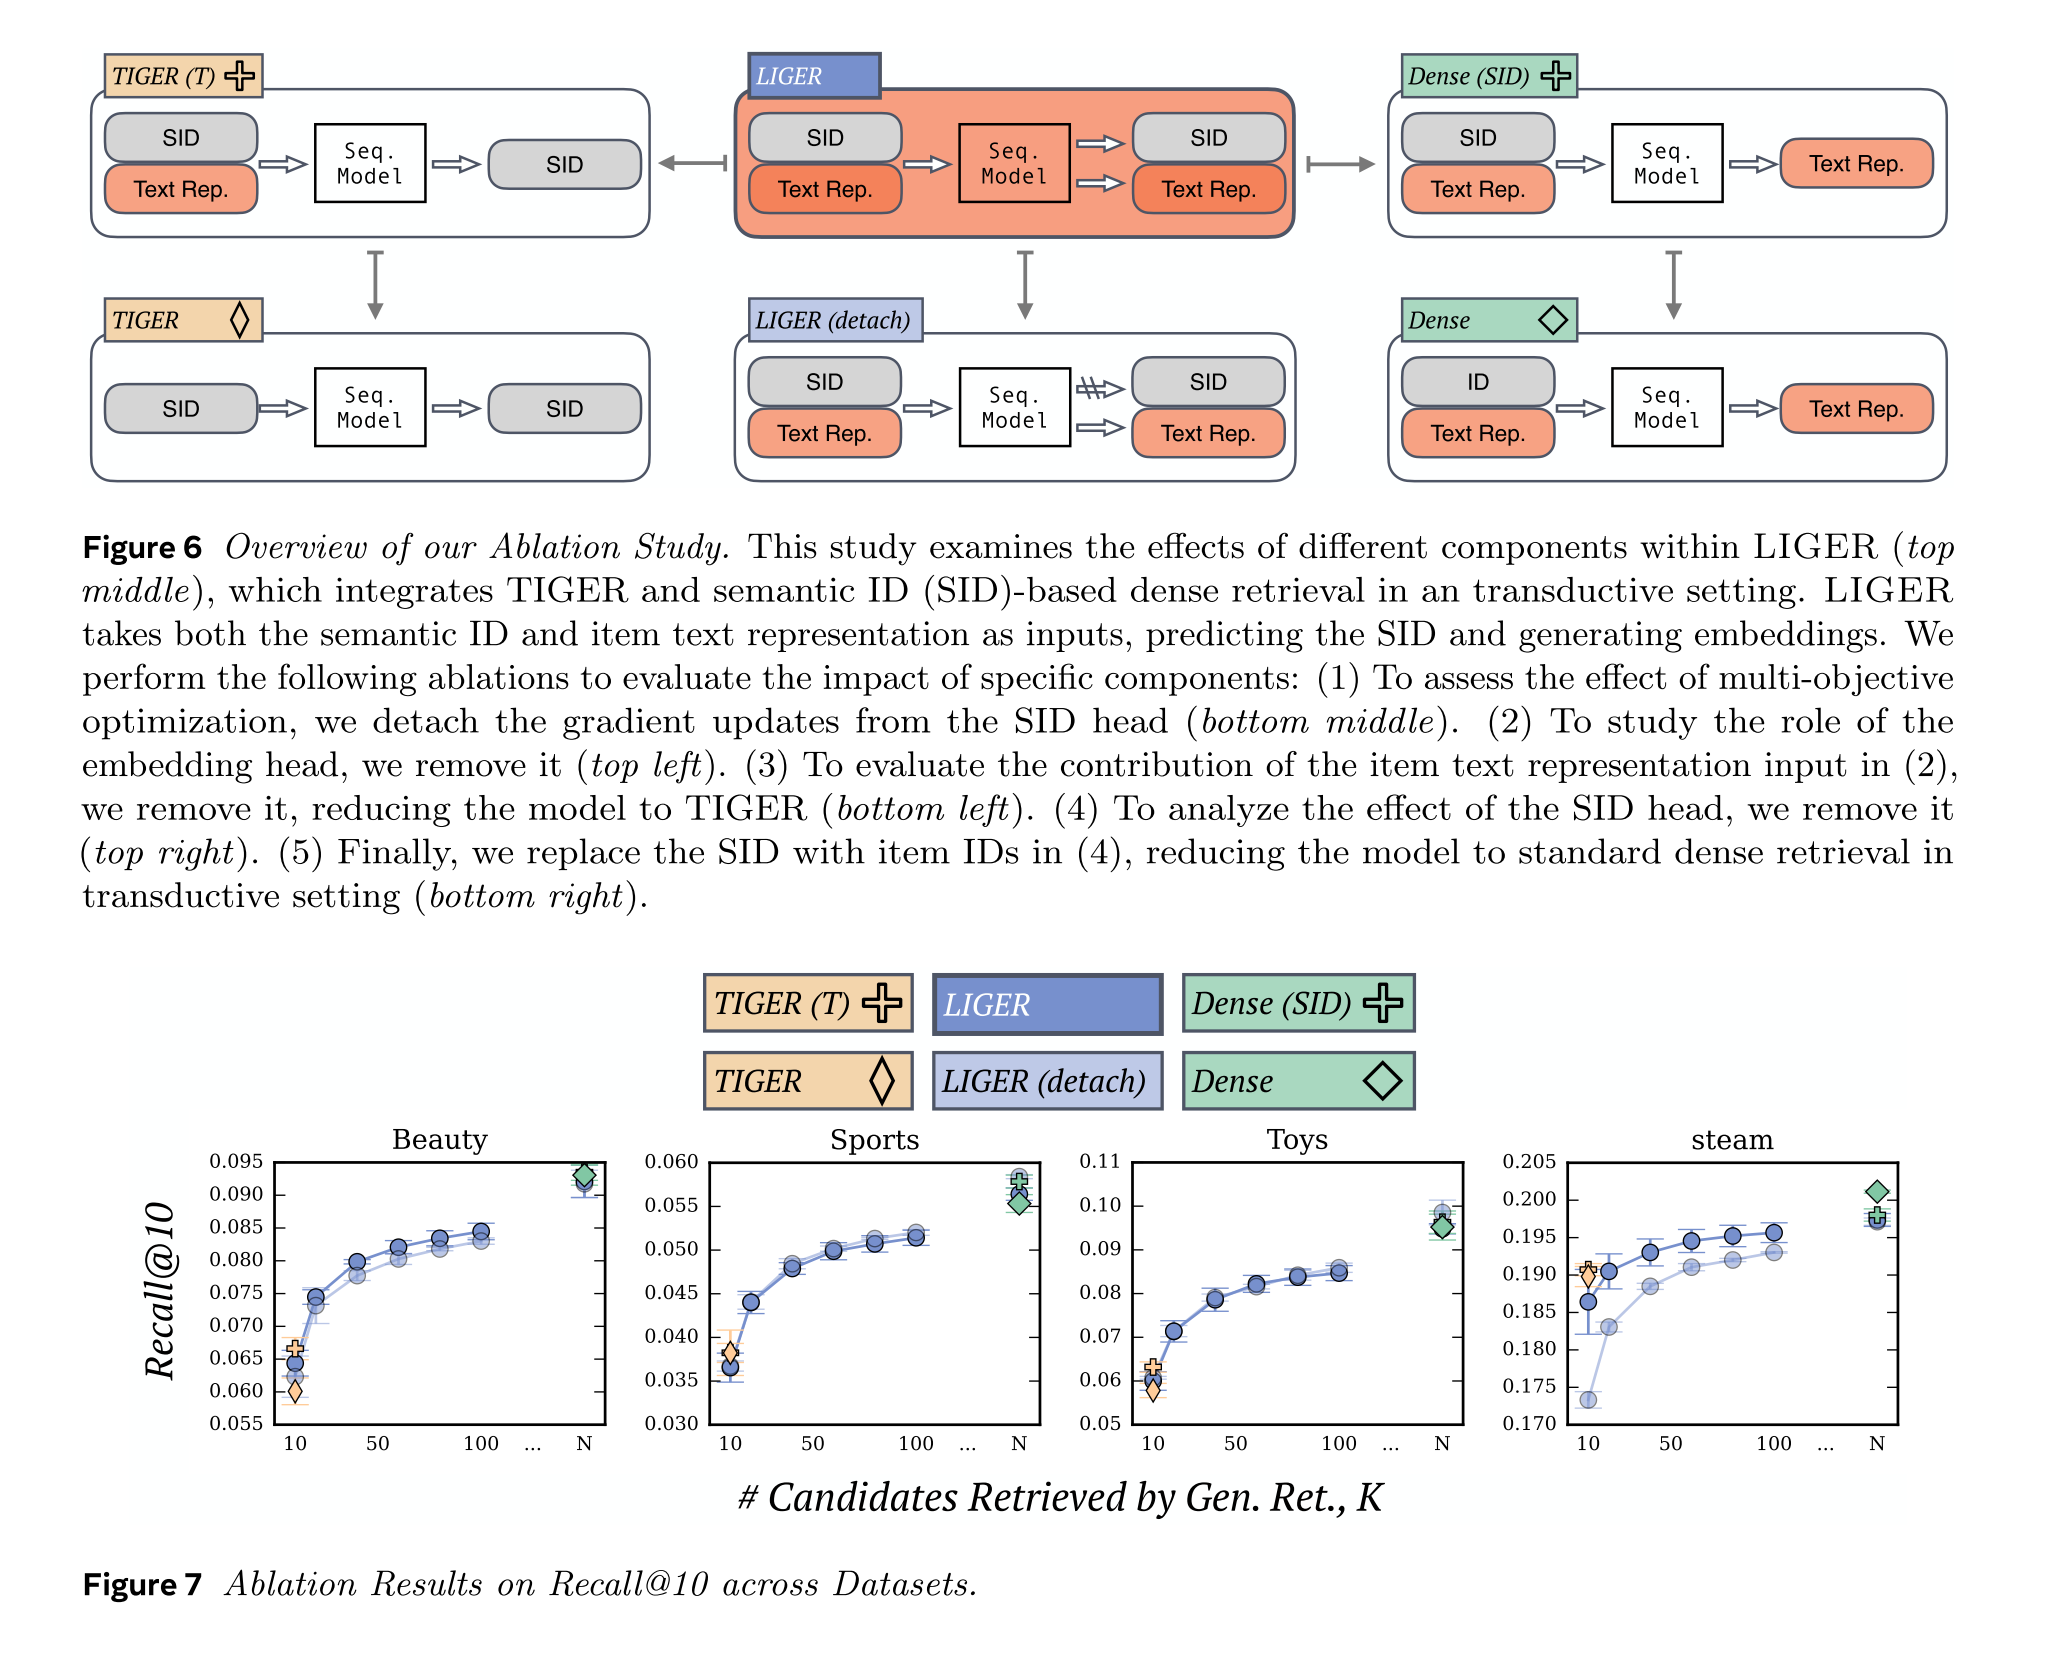 TIGER (T)
LIGER
Dense (SID)
SID
Text Rep.
Seq.
Model
SID
SID
Text Rep.
Seq.
Model
SID
Text Rep.
SID
Text Rep.
Seq.
Model
Text Rep.
TIGER
LIGER (detach)
Dense
SID
Seq.
Model
SID
SID
Text Rep.
Seq.
Model
SID
Text Rep.
ID
Text Rep.
Seq.
Model
Text Rep.
Figure 6 Overview of our Ablation Study. This study examines the effects of different components within LIGER (top
middle), which integrates TIGER and semantic ID (SID)-based dense retrieval in an transductive setting. LIGER
takes both the semantic ID and item text representation as inputs, predicting the SID and generating embeddings. We
perform the following ablations to evaluate the impact of specific components: (1) To assess the effect of multi-objective
optimization, we detach the gradient updates from the SID head (bottom middle). (2) To study the role of the
embedding head, we remove it (top left). (3) To evaluate the contribution of the item text representation input in (2),
we remove it, reducing the model to TIGER (bottom left). (4) To analyze the effect of the SID head, we remove it
(top right). (5) Finally, we replace the SID with item IDs in (4), reducing the model to standard dense retrieval in
transductive setting (bottom right).
TIGER (T)
LIGER
Dense (SID)
TIGER
LIGER (detach)
Dense
Recall@10
Beauty
0.095
0.090
0.085
0.080
0.075
0.070
0.065
0.060
0.055
10 50 100 ... N
Sports
0.060
0.055
0.050
0.045
0.040
0.035
0.030
10 50 100 ... N
Toys
0.11
0.10
0.09
0.08
0.07
0.06
0.05
10 50 100 ... N
steam
0.205
0.200
0.195
0.190
0.185
0.180
0.175
0.170
10 50 100 ... N
# Candidates Retrieved by Gen. Ret., K
Figure 7 Ablation Results on Recall@10 across Datasets.